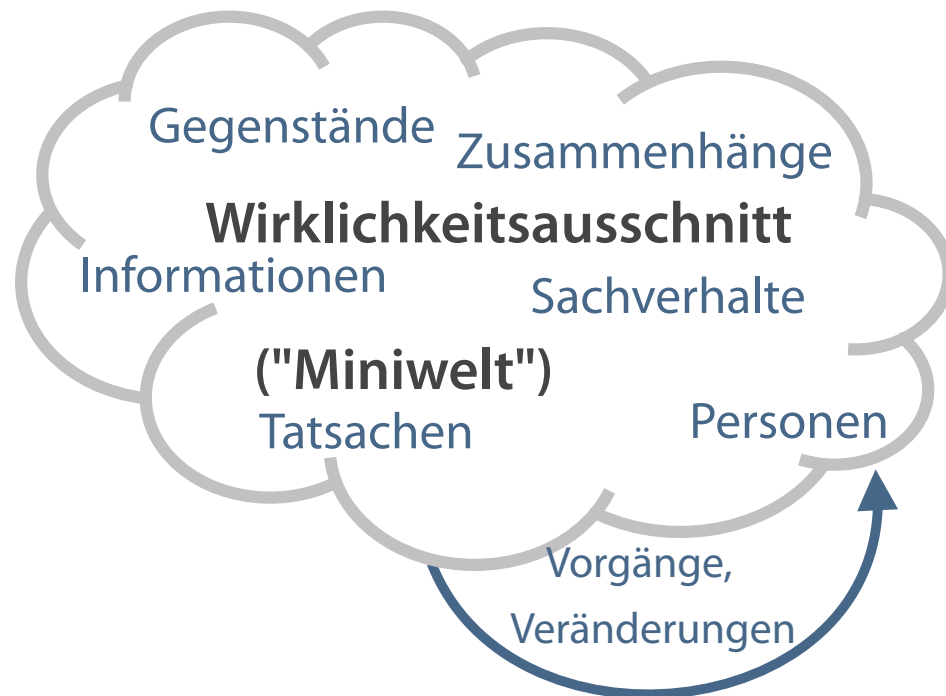 Gegenstände
Zusammenhänge
Wirklichkeitsausschnitt
Informationen
Sachverhalte
("Miniwelt")
Tatsachen
Personen
Vorgänge,
Veränderungen